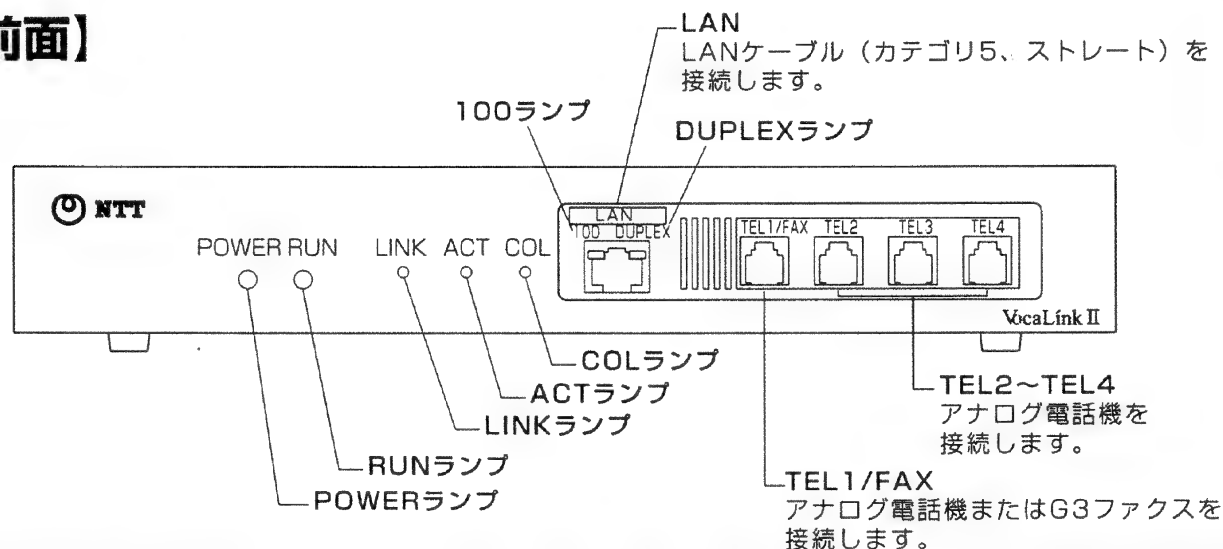 前面】
LAN
LANケーブル（カテゴリ5、ストレート）を
接続します。
100ランプ
DUPLEXランプ
NTT
LAN
100 DUPLEX
TEL1/FAX TEL2 TEL3 TEL4
POWER RUN LINK ACT COL
VocaLink II
COLランプ
ACTランプ
LINKランプ
RUNランプ
POWERランプ
TEL2〜TEL4
アナログ電話機を
接続します。
TEL1/FAX
アナログ電話機またはG3ファクスを
接続します。